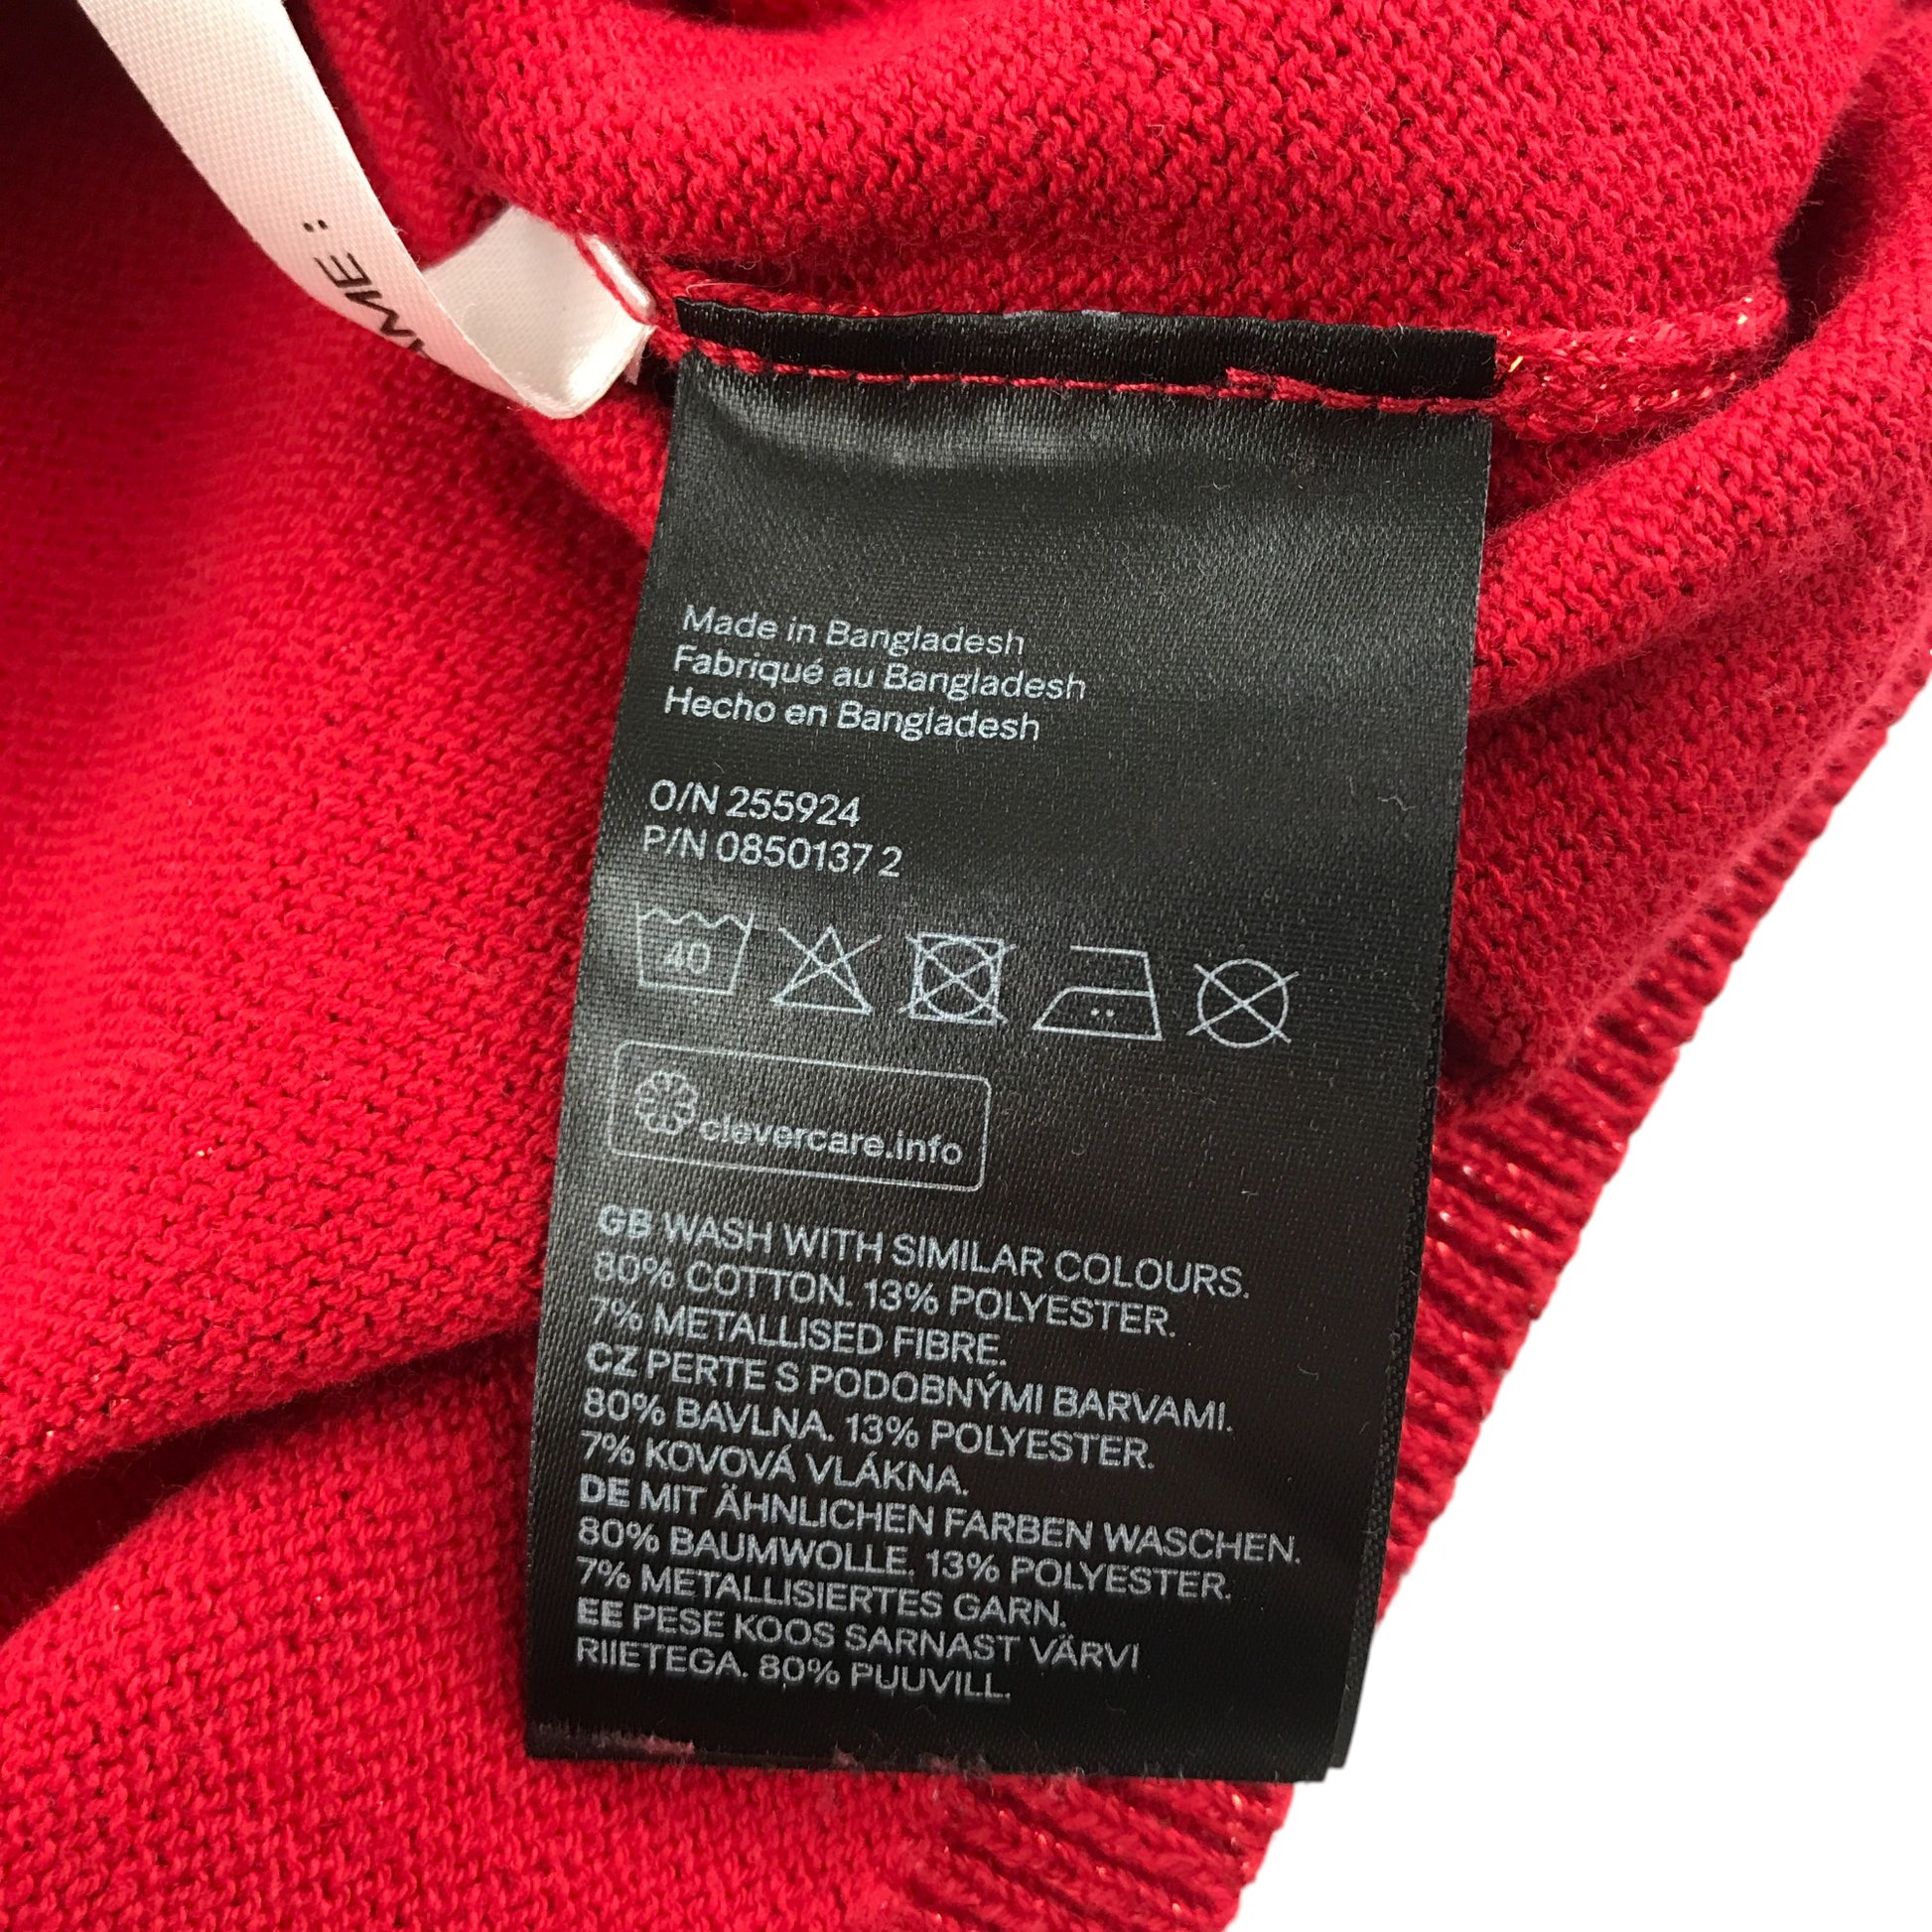 Made in Bangladesh
Fabriqué au Bangladesh
Hecho en Bangladesh
O/N 255924
P/N 0850137 2
40
clevercare.info
GB WASH WITH SIMILAR COLOURS.
80% COTTON. 13% POLYESTER.
7% METALLISED FIBRE.
CZ PERTE S PODOBNÝMI BARVAMI.
80% BAVLNA. 13% POLYESTER.
7% KOVOVÁ VLÁKNA.
DE MIT ÄHNLICHEN FARBEN WASCHEN.
80% BAUMWOLLE. 13% POLYESTER.
7% METALLISIERTES GARN.
EE PESE KOOS SARNAST VÄRVI
RIIETEGA. 80% PUUVILL.